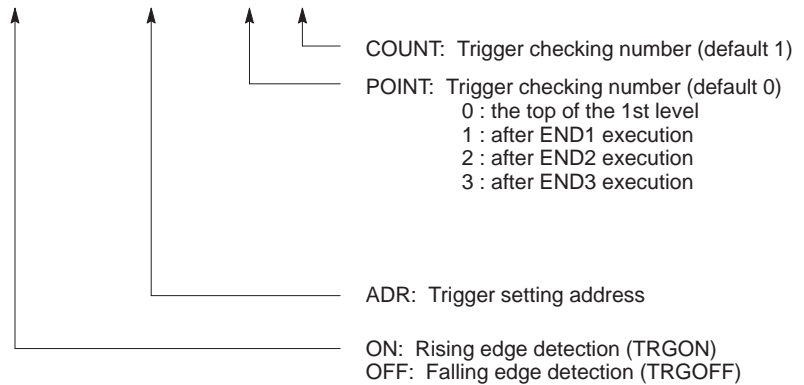 COUNT: Trigger checking number (default 1)
POINT: Trigger checking number (default 0)
0 : the top of the 1st level
1 : after END1 execution
2 : after END2 execution
3 : after END3 execution
ADR: Trigger setting address
ON: Rising edge detection (TRGON)
OFF: Falling edge detection (TRGOFF)